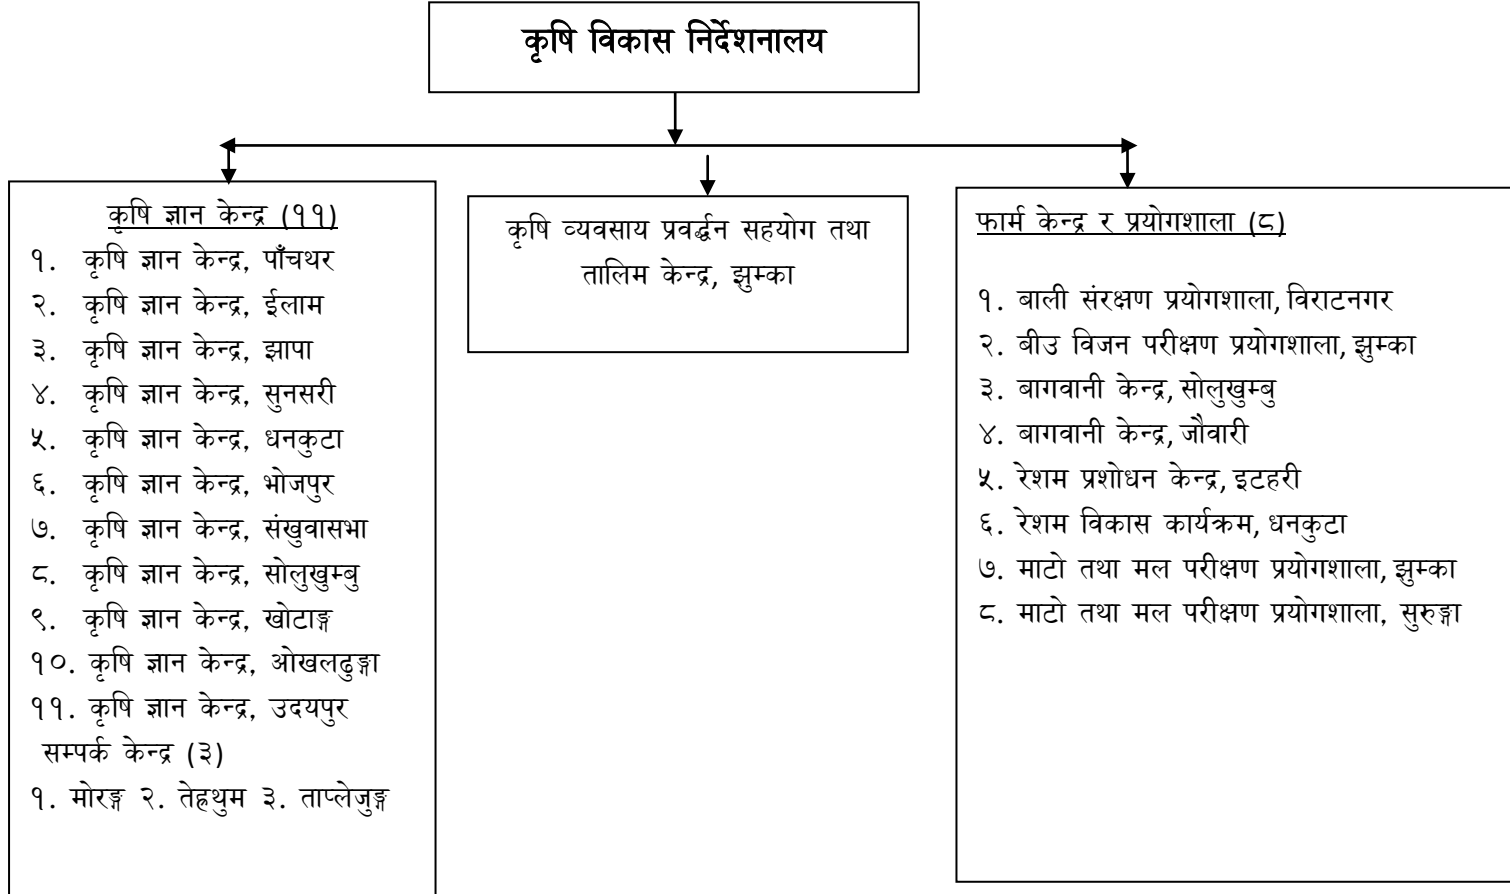 कृषि विकास निर्देशनालय
कृषि ज्ञान केन्द्र (११)
१. कृषि ज्ञान केन्द्र, पाँचथर
२. कृषि ज्ञान केन्द्र, ईलाम
३. कृषि ज्ञान केन्द्र, झापा
४. कृषि ज्ञान केन्द्र, सुनसरी
५. कृषि ज्ञान केन्द्र, धनकुटा
६. कृषि ज्ञान केन्द्र, भोजपुर
७. कृषि ज्ञान केन्द्र, संखुवासभा
८. कृषि ज्ञान केन्द्र, सोलुखुम्बु
९. कृषि ज्ञान केन्द्र, खोटाङ्ग
१०. कृषि ज्ञान केन्द्र, ओखलढुङ्गा
११. कृषि ज्ञान केन्द्र, उदयपुर
सम्पर्क केन्द्र (३)
१. मोरङ्ग २. तेह्रथुम ३. ताप्लेजुङ्ग
कृषि व्यवसाय प्रवर्द्धन सहयोग तथा
तालिम केन्द्र, झुम्का
फार्म केन्द्र र प्रयोगशाला (८)
१. बाली संरक्षण प्रयोगशाला, विराटनगर
२. बीउ विजन परीक्षण प्रयोगशाला, झुम्का
३. बागवानी केन्द्र, सोलुखुम्बु
४. बागवानी केन्द्र, जौवारी
५. रेशम प्रशोधन केन्द्र, इटहरी
६. रेशम विकास कार्यक्रम, धनकुटा
७. माटो तथा मल परीक्षण प्रयोगशाला, झुम्का
८. माटो तथा मल परीक्षण प्रयोगशाला, सुरुङ्गा